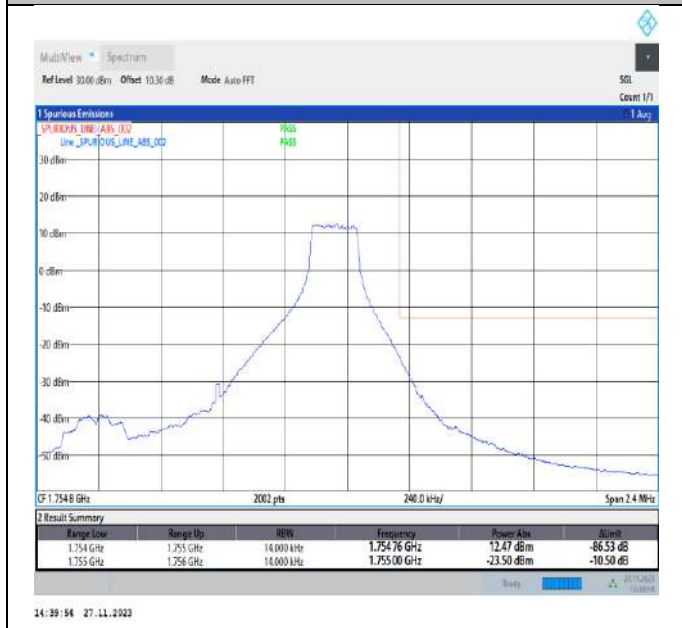 MultiView Spectrum
Ref Level 30.00 dBm Offset 10.30 dB Mode Auto FFT
SGL
Count 1/1
1 Spurious Emissions
1 Avg
_SPURIOUS_LINE_ABS_002 PASS
Line _SPURIOUS_LINE_ABS_002 PASS
30 dBm
20 dBm
10 dBm
0 dBm
-10 dBm
-20 dBm
-30 dBm
-40 dBm
-50 dBm
CF 1.7548 GHz 2002 pts 240.0 kHz/ Span 2.4 MHz
2 Result Summary
Range Low Range Up RBW Frequency Power Abs ΔLimit
1.754 GHz 1.755 GHz 14.000 kHz 1.75476 GHz 12.47 dBm -86.53 dB
1.755 GHz 1.756 GHz 14.000 kHz 1.75500 GHz -23.50 dBm -10.50 dB
Ready
14:39:54 27.11.2023